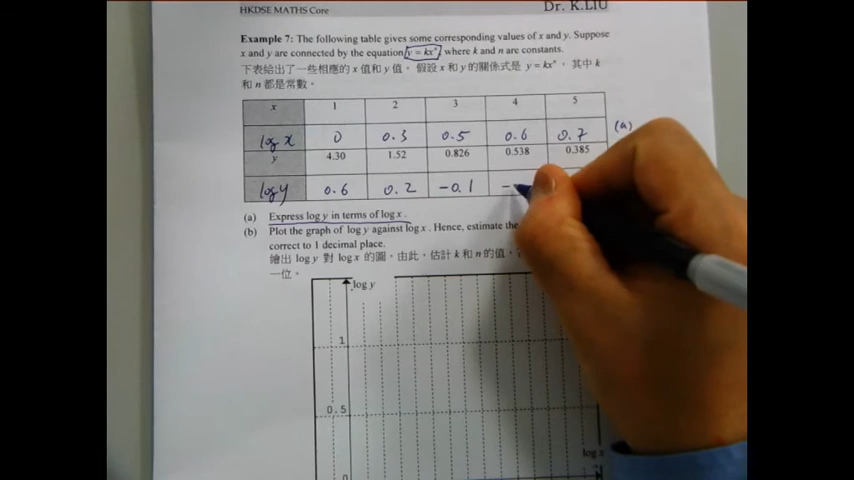 HKDSE MATHS Core
Dr. K.LIU
Example 7: The following table gives some corresponding values of x and y. Suppose
x and y are connected by the equation y = kxⁿ, where k and n are constants.
下表給出了一些相應的 x 值和 y 值。假設 x 和 y 的關係式是 y = kxⁿ，其中 k
和 n 都是常數。
x 1 2 3 4 5
log x 0 0.3 0.5 0.6 0.7
(a)
y 4.30 1.52 0.826 0.538 0.385
log y 0.6 0.2 -0.1 -
(a) Express log y in terms of log x.
(b) Plot the graph of log y against log x. Hence, estimate the
correct to 1 decimal place.
繪出 log y 對 log x 的圖，由此，估計 k 和 n 的值，
一位。
log y
1
0.5
0
log x